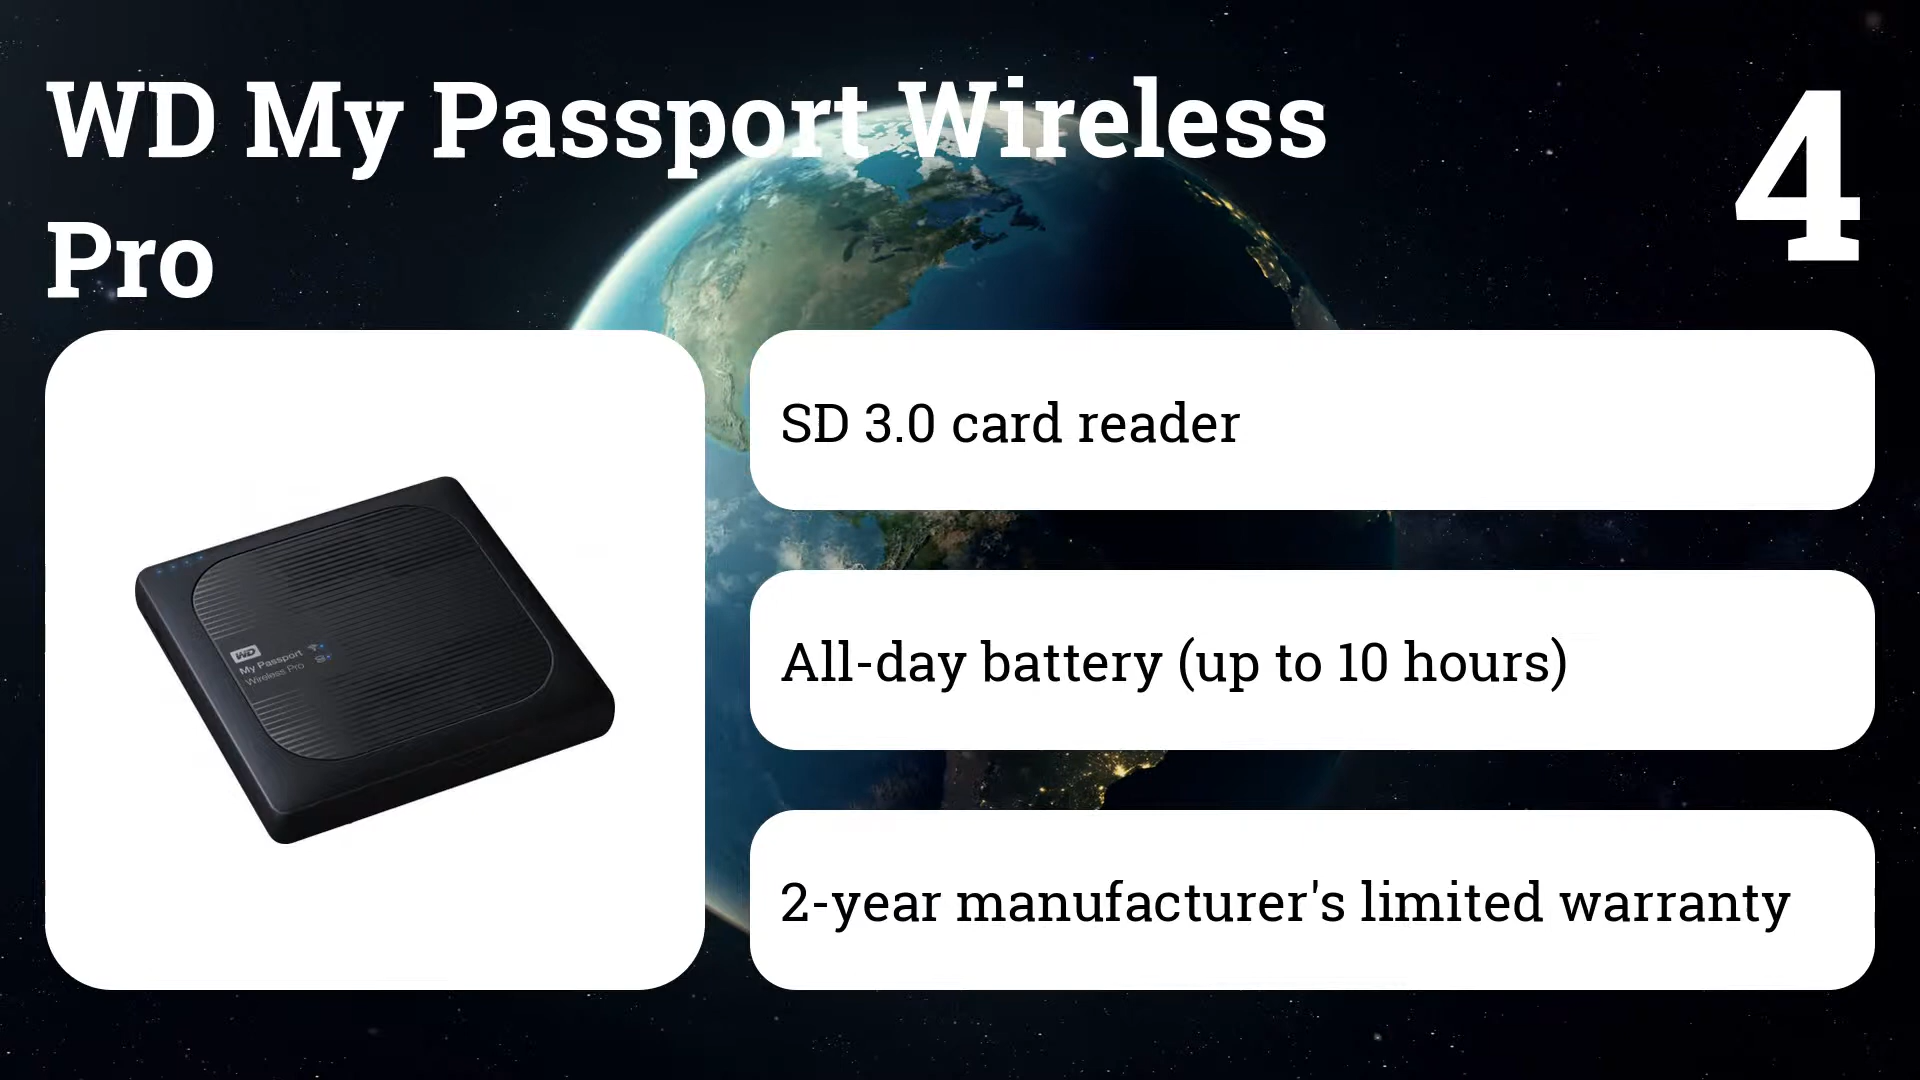 WD My Passport Wireless
Pro
4
SD 3.0 card reader
All-day battery (up to 10 hours)
2-year manufacturer's limited warranty
WD
My Passport
Wireless Pro